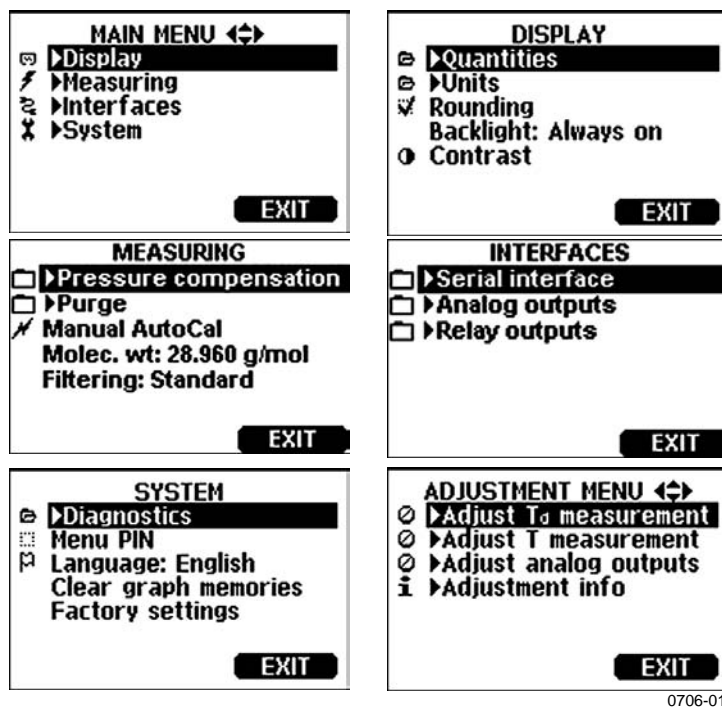 MAIN MENU
▶Display
▶Measuring
▶Interfaces
▶System
EXIT
DISPLAY
▶Quantities
▶Units
Rounding
Backlight: Always on
Contrast
EXIT
MEASURING
▶Pressure compensation
▶Purge
Manual AutoCal
Molec. wt: 28.960 g/mol
Filtering: Standard
EXIT
INTERFACES
▶Serial interface
▶Analog outputs
▶Relay outputs
EXIT
SYSTEM
▶Diagnostics
Menu PIN
Language: English
Clear graph memories
Factory settings
EXIT
ADJUSTMENT MENU
▶Adjust Td measurement
▶Adjust T measurement
▶Adjust analog outputs
▶Adjustment info
EXIT
0706-01